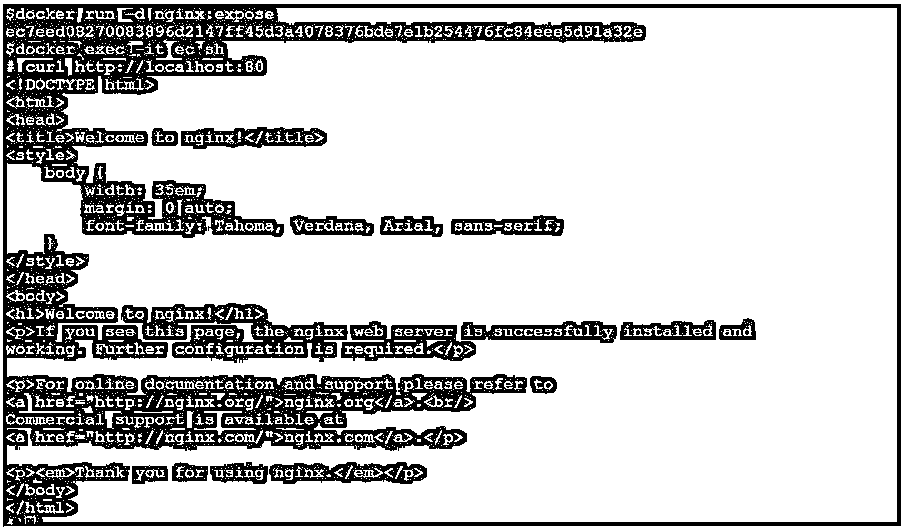 $docker run -d nginx:expose
ec7eed08270083896d2147ff45d3a4078376bde7e1b254476fc84ee5d91a32e
$docker exec -it ec sh
# curl http://localhost:80
<!DOCTYPE html>
<html>
<head>
<title>Welcome to nginx!</title>
<style>
    body {
        width: 35em;
        margin: 0 auto;
        font-family: Tahoma, Verdana, Arial, sans-serif;
    }
</style>
</head>
<body>
<h1>Welcome to nginx!</h1>
<p>If you see this page, the nginx web server is successfully installed and
working. Further configuration is required.</p>

<p>For online documentation and support please refer to
<a href="http://nginx.org/">nginx.org</a>.<br/>
Commercial support is available at
<a href="http://nginx.com/">nginx.com</a>.</p>

<p><em>Thank you for using nginx.</em></p>
</body>
</html>
#